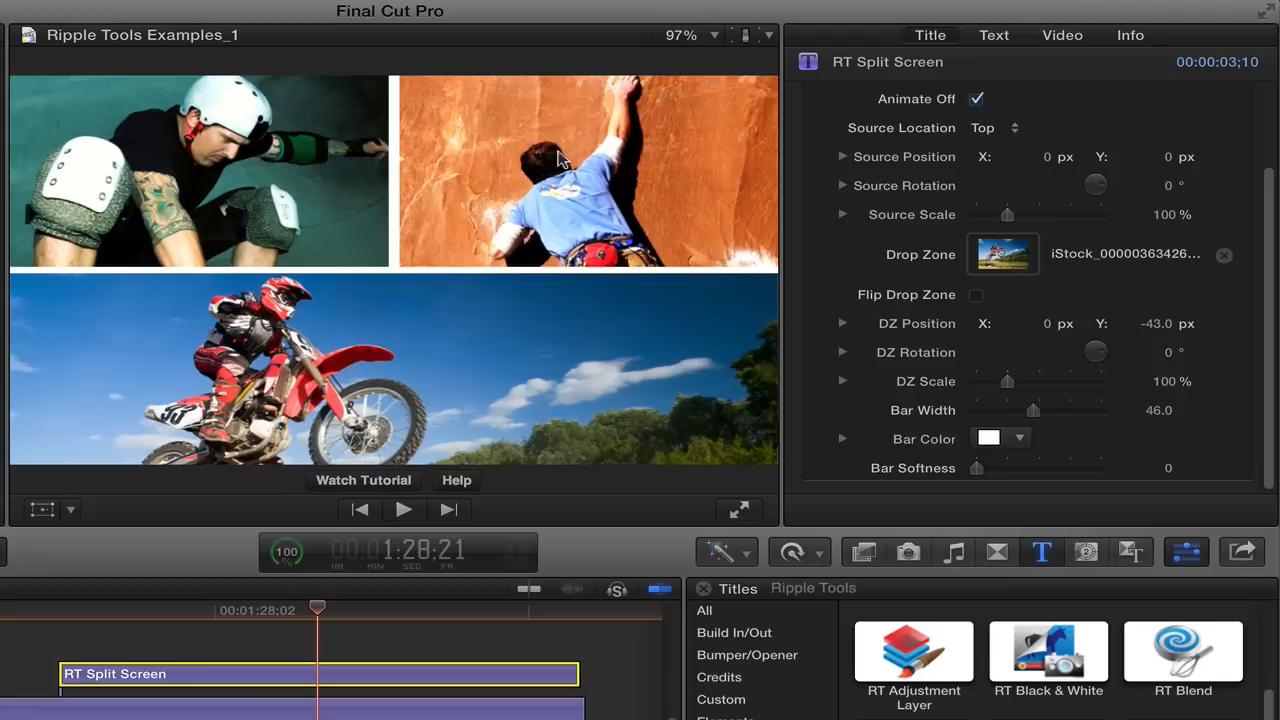 Final Cut Pro
Ripple Tools Examples_1
97%
Title Text Video Info
RT Split Screen
00:00:03;10
Animate Off
Source Location Top
Source Position X: 0 px Y: 0 px
Source Rotation 0 °
Source Scale 100 %
Drop Zone iStock_00000363426...
Flip Drop Zone
DZ Position X: 0 px Y: -43.0 px
DZ Rotation 0 °
DZ Scale 100 %
Bar Width 46.0
Bar Color
Bar Softness 0
Watch Tutorial Help
100
%
00:01:28;21
HR MIN SEC FR
00:01:28;02
RT Split Screen
Titles Ripple Tools
All
Build In/Out
Bumper/Opener
Credits
Custom
Elements
RT Adjustment
Layer
RT Black & White
RT Blend